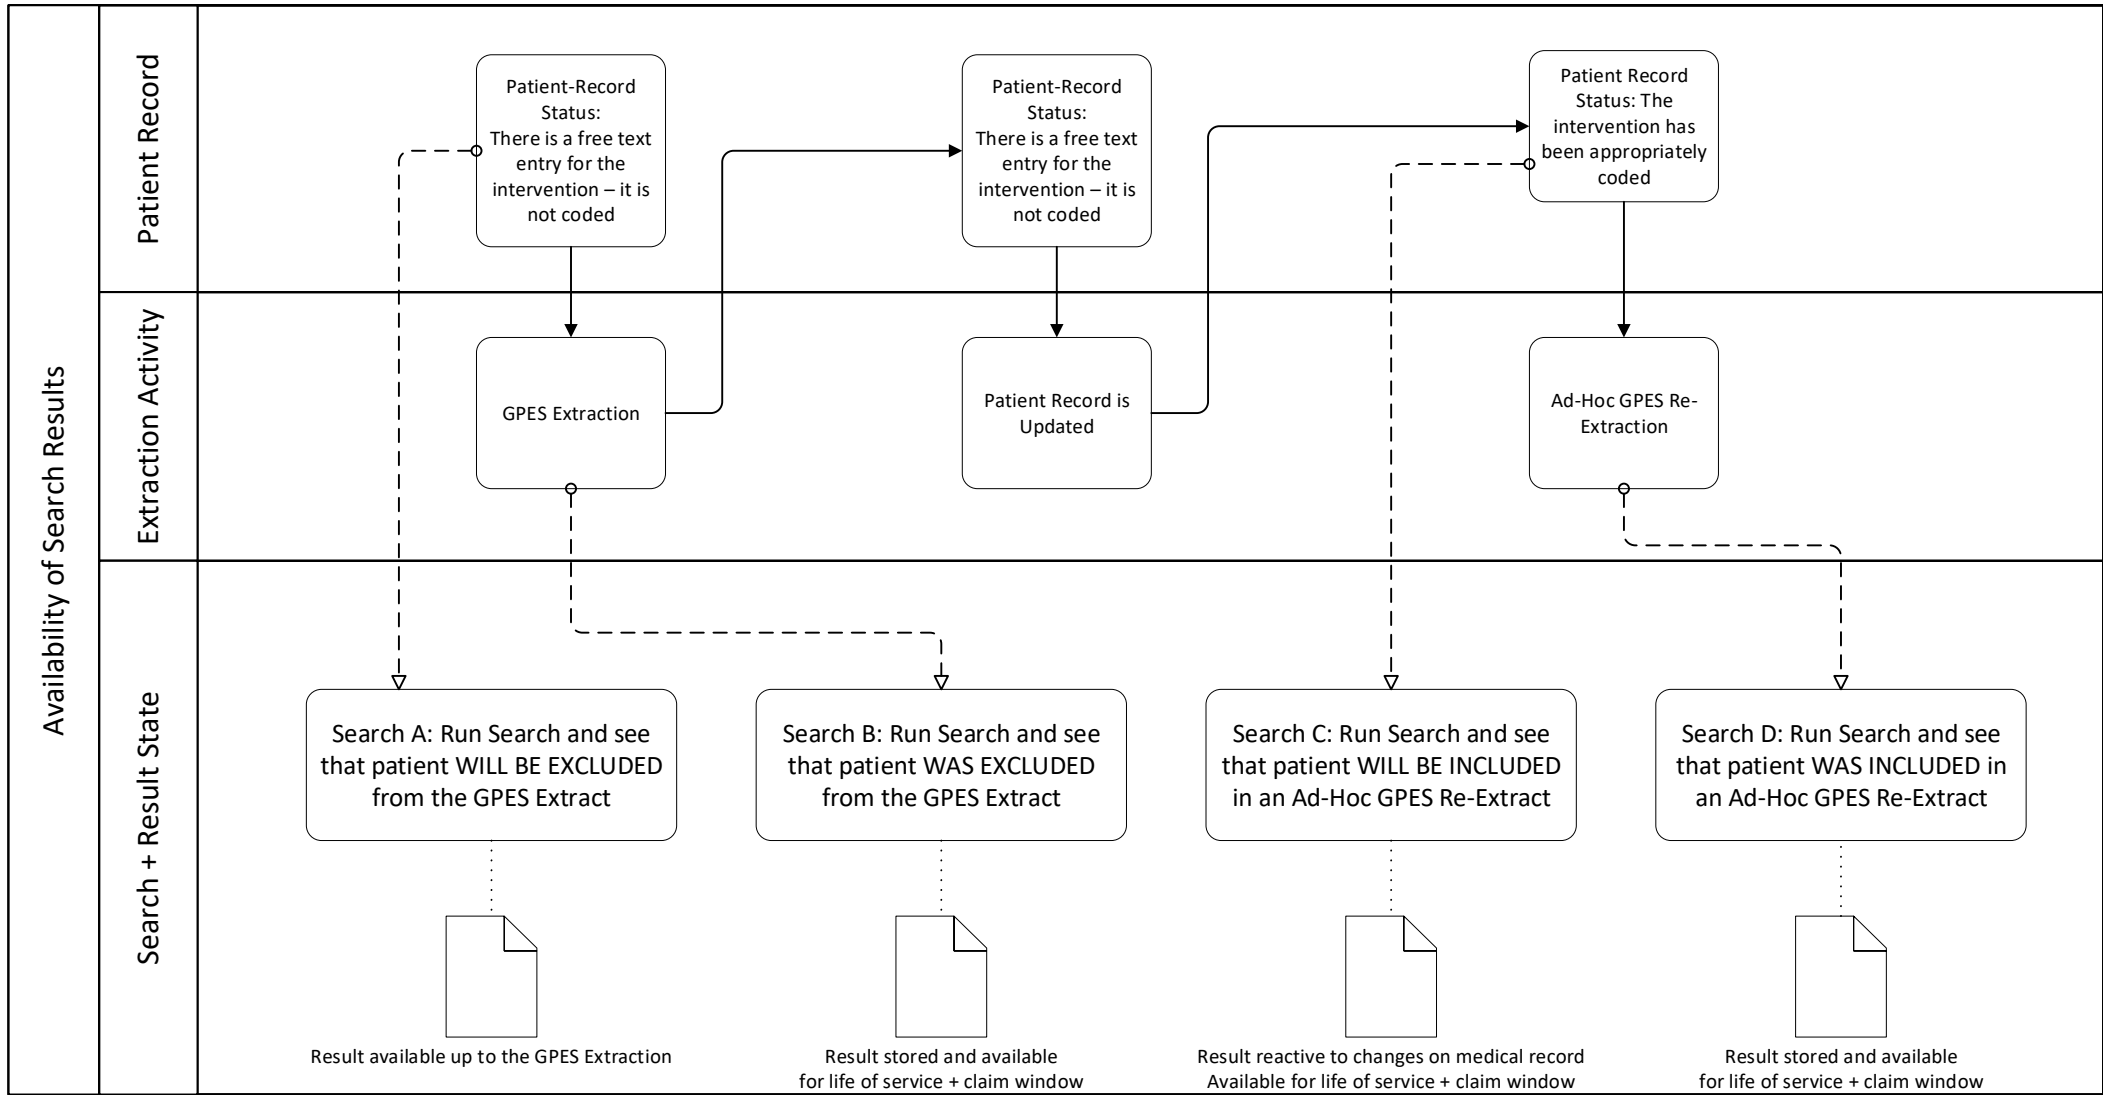 Availability of Search Results
Patient Record
Patient-Record
Status:
There is a free text
entry for the
intervention – it is
not coded
Patient-Record
Status:
There is a free text
entry for the
intervention – it is
not coded
Patient Record
Status: The
intervention has
been appropriately
coded
Extraction Activity
GPES Extraction
Patient Record is
Updated
Ad-Hoc GPES Re-
Extraction
Search + Result State
Search A: Run Search and see
that patient WILL BE EXCLUDED
from the GPES Extract
Search B: Run Search and see
that patient WAS EXCLUDED
from the GPES Extract
Search C: Run Search and see
that patient WILL BE INCLUDED
in an Ad-Hoc GPES Re-Extract
Search D: Run Search and see
that patient WAS INCLUDED in
an Ad-Hoc GPES Re-Extract
Result available up to the GPES Extraction
Result stored and available
for life of service + claim window
Result reactive to changes on medical record
Available for life of service + claim window
Result stored and available
for life of service + claim window